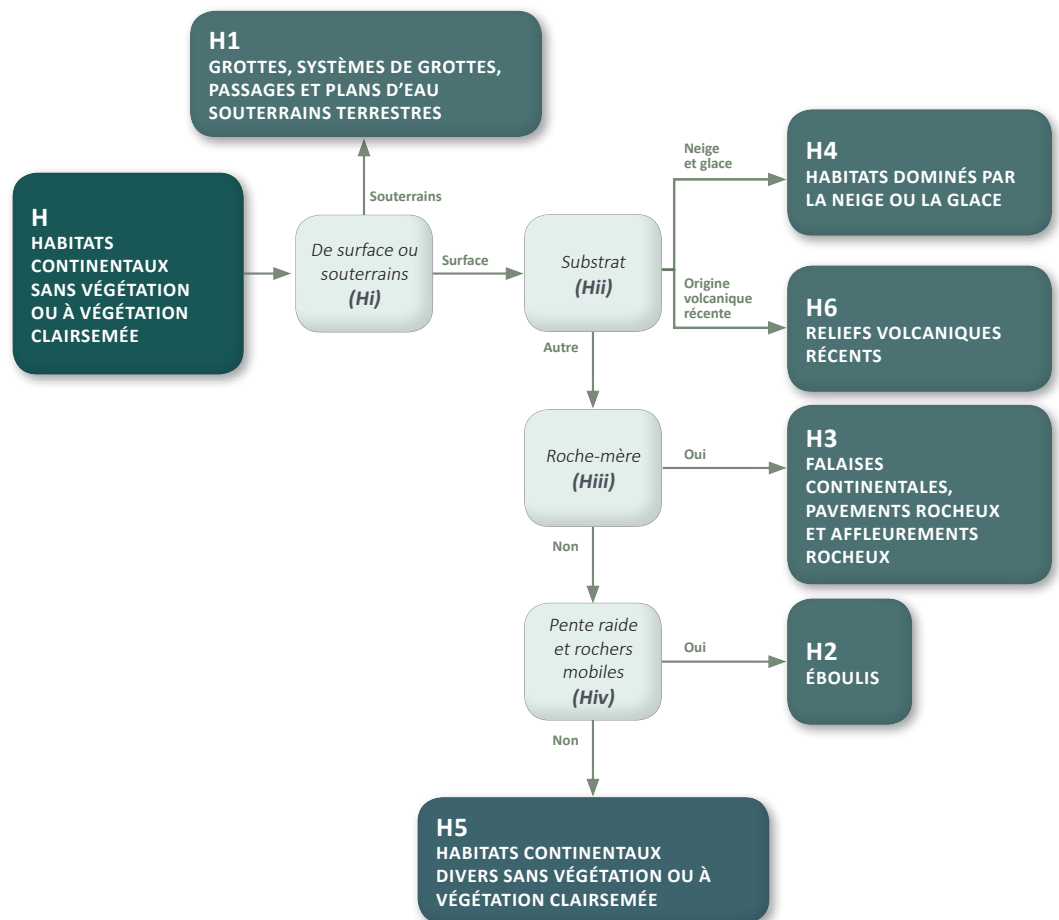 H1
GROTTES, SYSTÈMES DE GROTTES,
PASSAGES ET PLANS D’EAU
SOUTERRAINS TERRESTRES
H
HABITATS
CONTINENTAUX
SANS VÉGÉTATION
OU À VÉGÉTATION
CLAIRSEMÉE
Souterrains
De surface ou
souterrains
(Hi)
Surface
Substrat
(Hii)
Neige
et glace
H4
HABITATS DOMINÉS PAR
LA NEIGE OU LA GLACE
Origine
volcanique
récente
H6
RELIEFS VOLCANIQUES
RÉCENTS
Autre
Roche-mère
(Hiii)
Oui
H3
FALAISES
CONTINENTALES,
PAVEMENTS ROCHEUX
ET AFFLEUREMENTS
ROCHEUX
Non
Pente raide
et rochers
mobiles
(Hiv)
Oui
H2
ÉBOULIS
Non
H5
HABITATS CONTINENTAUX
DIVERS SANS VÉGÉTATION OU À
VÉGÉTATION CLAIRSEMÉE